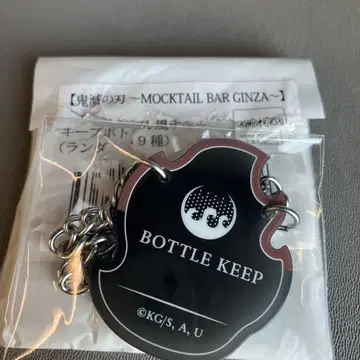 【鬼滅の刃 ～MOCKTAIL BAR GINZA～】
キープボト
(ランダ 9種)
BOTTLE KEEP
©KG/S, A, U